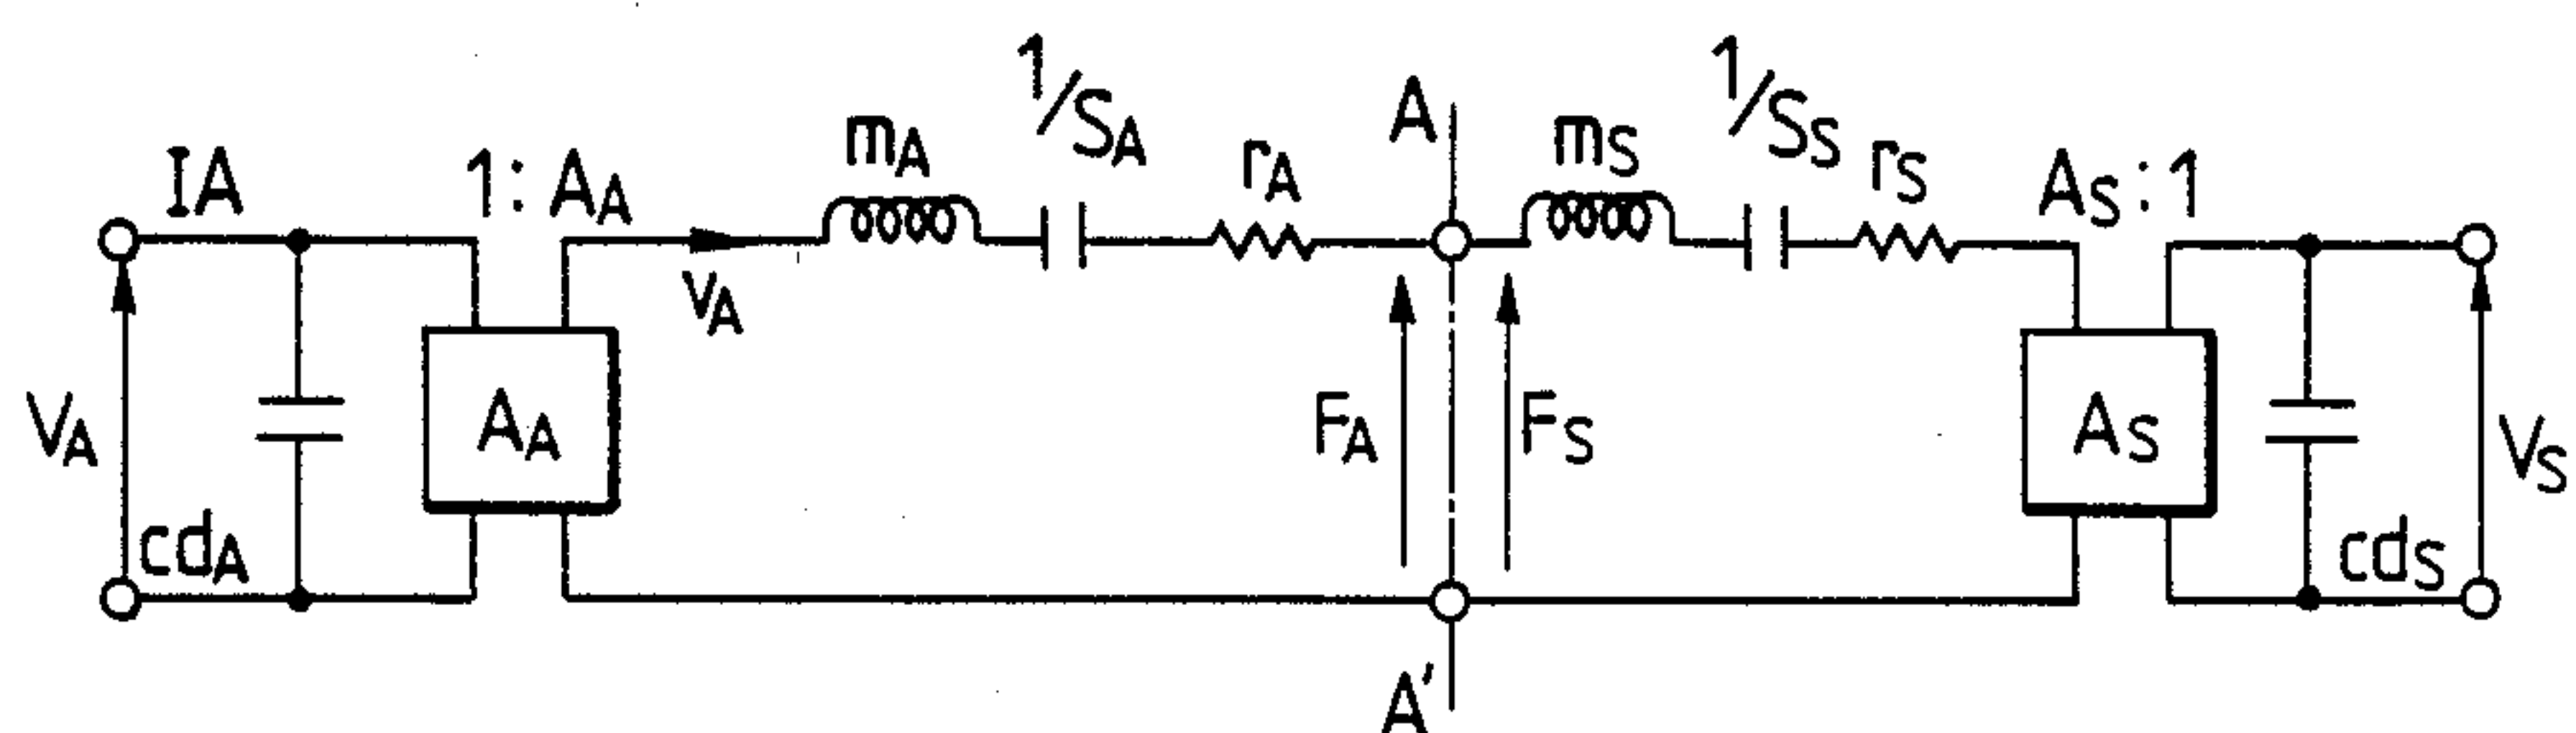 IA
1 : AA
vA
mA
1/SA
rA
A
mS
1/SS
rS
AS : 1
VA
cdA
AA
FA
FS
AS
cdS
VS
A'